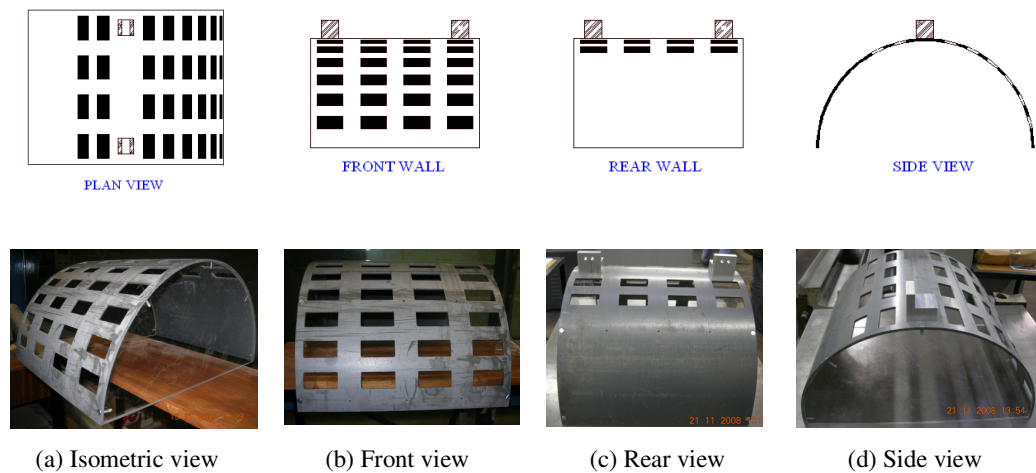 PLAN VIEW
FRONT WALL
REAR WALL
SIDE VIEW
21 11 2008
21 11 2008 13:54
(a) Isometric view
(b) Front view
(c) Rear view
(d) Side view